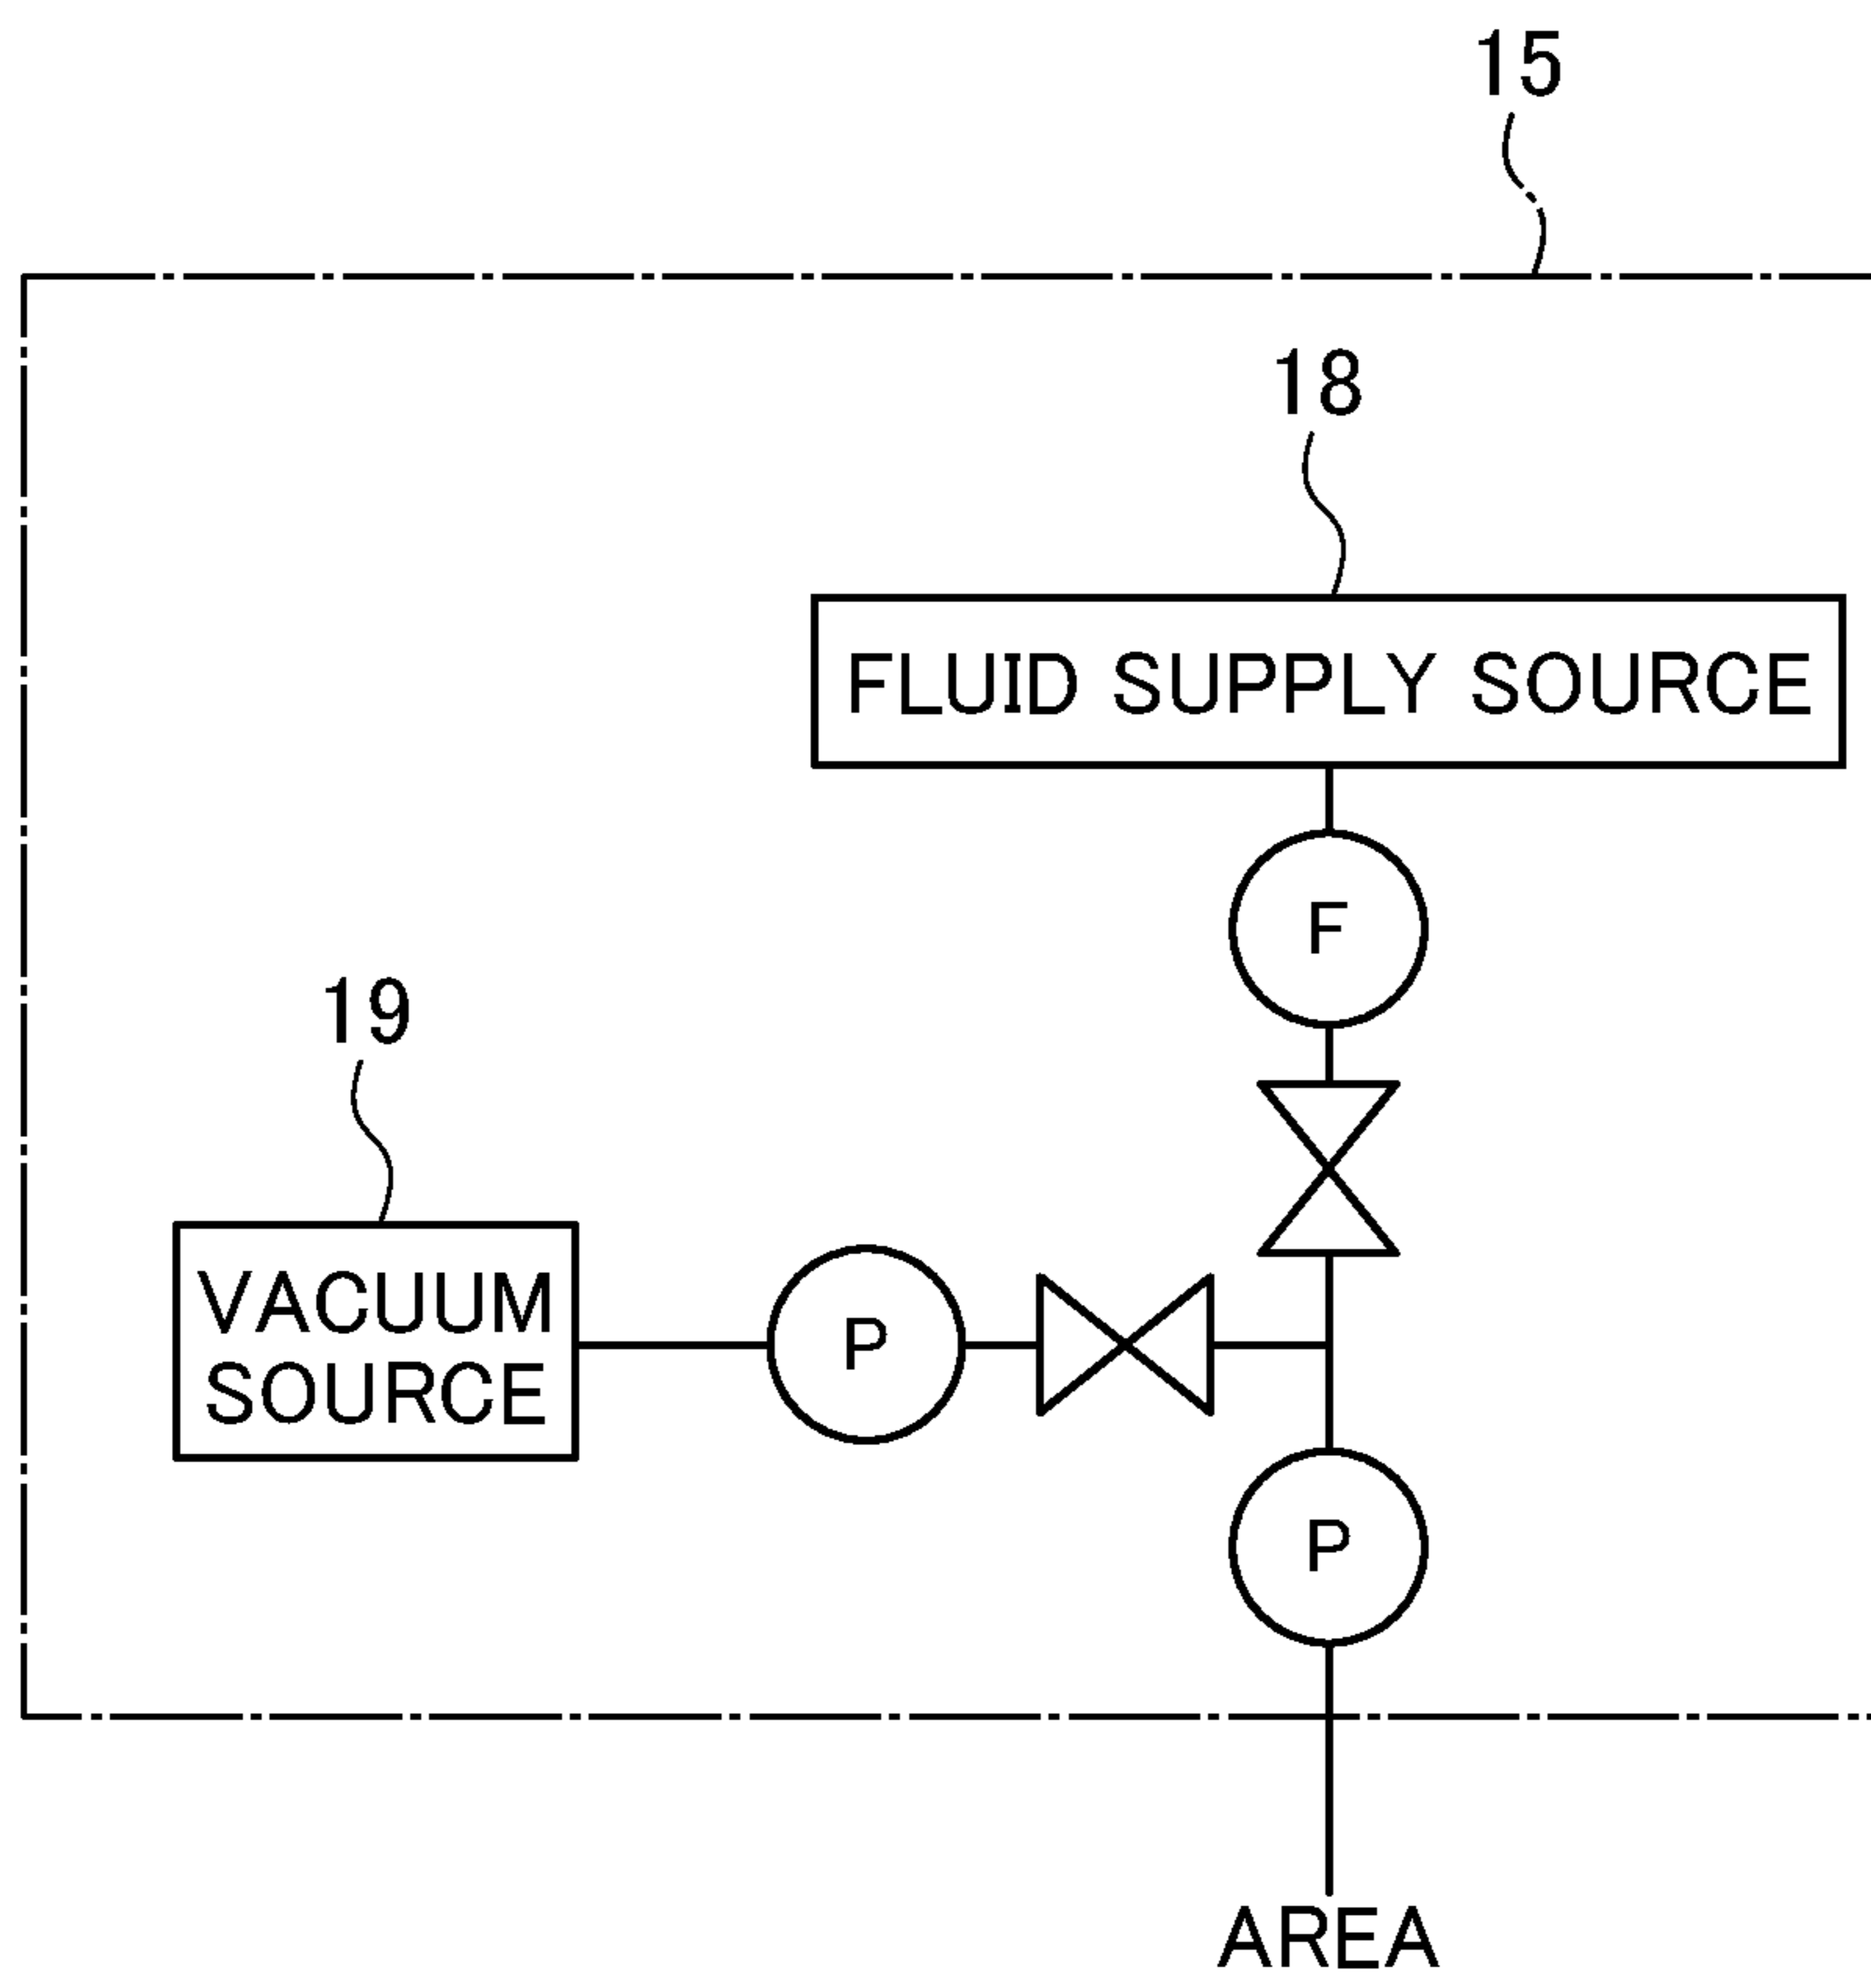 15
18
FLUID SUPPLY SOURCE
F
19
VACUUM
SOURCE
P
P
AREA